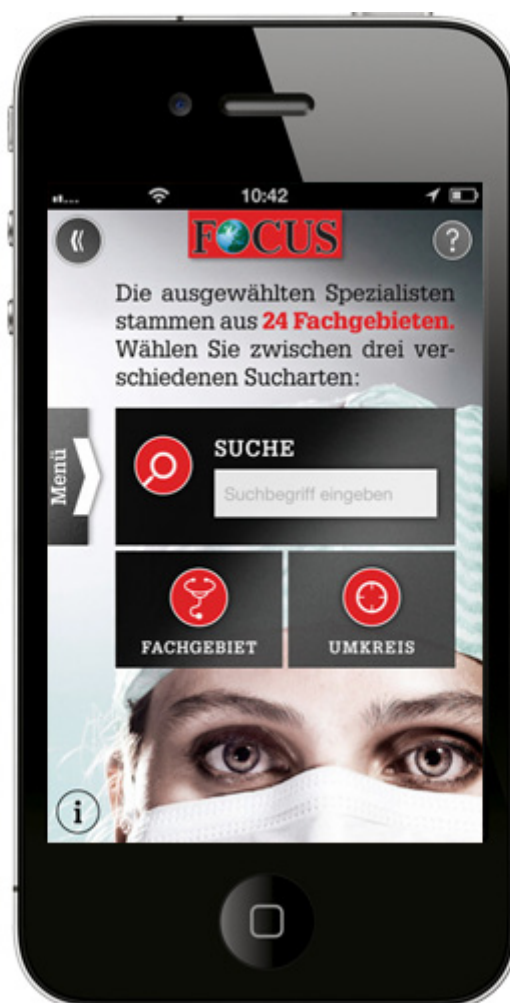 10:42
FOCUS
?
Die ausgewählten Spezialisten
stammen aus 24 Fachgebieten.
Wählen Sie zwischen drei ver-
schiedenen Sucharten:
Menü
SUCHE
Suchbegriff eingeben
FACHGEBIET
UMKREIS
i